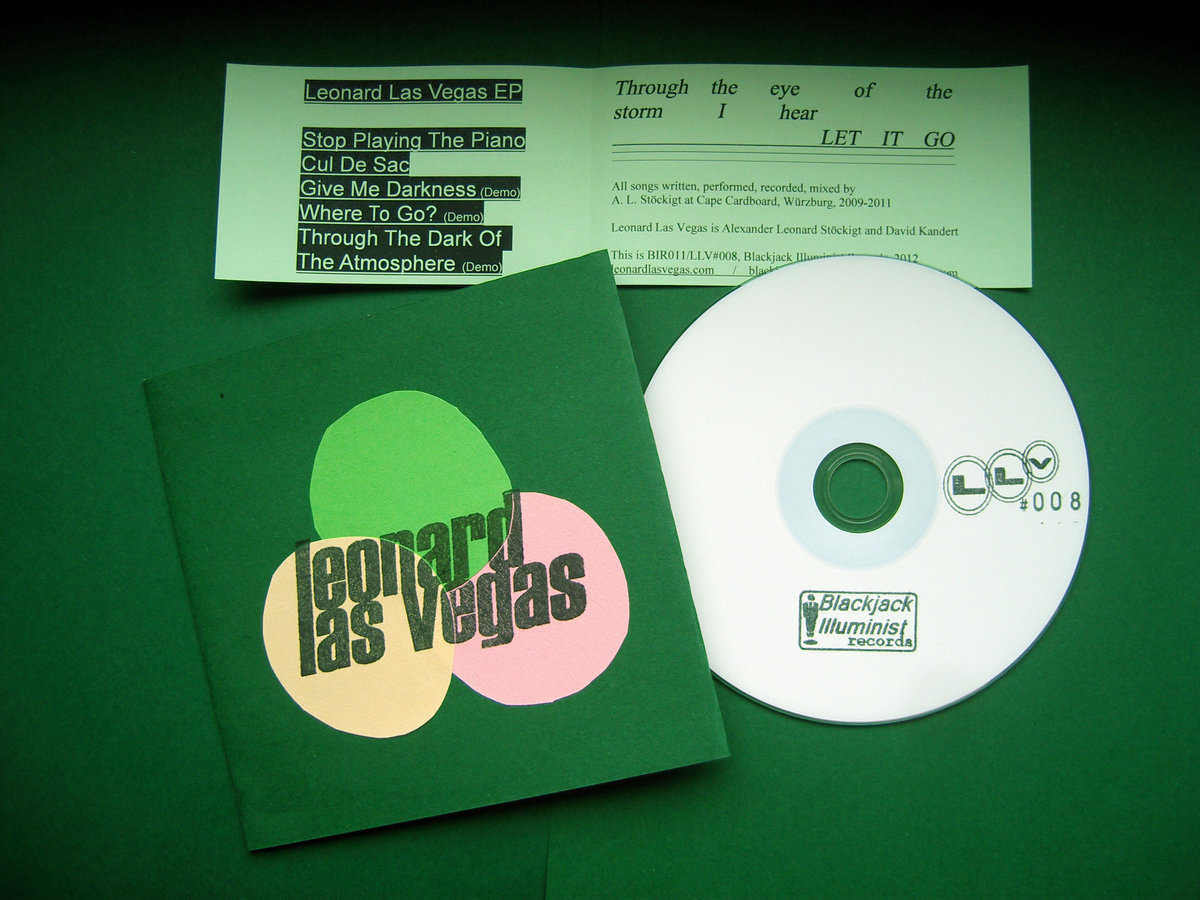 Leonard Las Vegas EP
Stop Playing The Piano
Cul De Sac
Give Me Darkness (Demo)
Where To Go? (Demo)
Through The Dark Of
The Atmosphere (Demo)
Through the eye of the
storm I hear
LET IT GO
All songs written, performed, recorded, mixed by
A. L. Stöckigt at Cape Cardboard, Würzburg, 2009-2011
Leonard Las Vegas is Alexander Leonard Stöckigt and David Kandert
This is BIR011/LLV#008, Blackjack 2012
leonardlasvegas.com /
leonard
las Vegas
LLV
#008
Blackjack
Illuminist
records